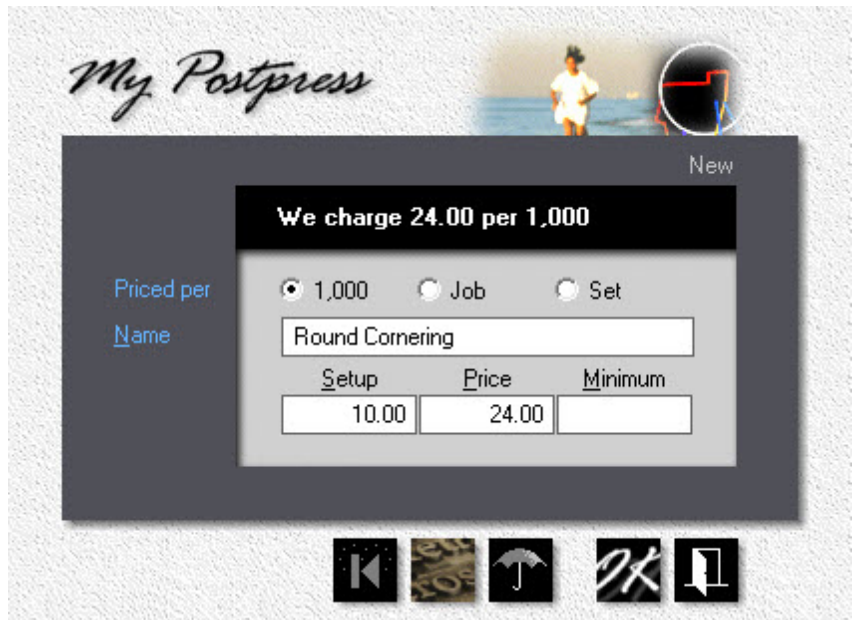 My Postpress
New
We charge 24.00 per 1,000
Priced per 1,000 Job Set
Name Round Cornering
Setup Price Minimum
10.00 24.00
OK